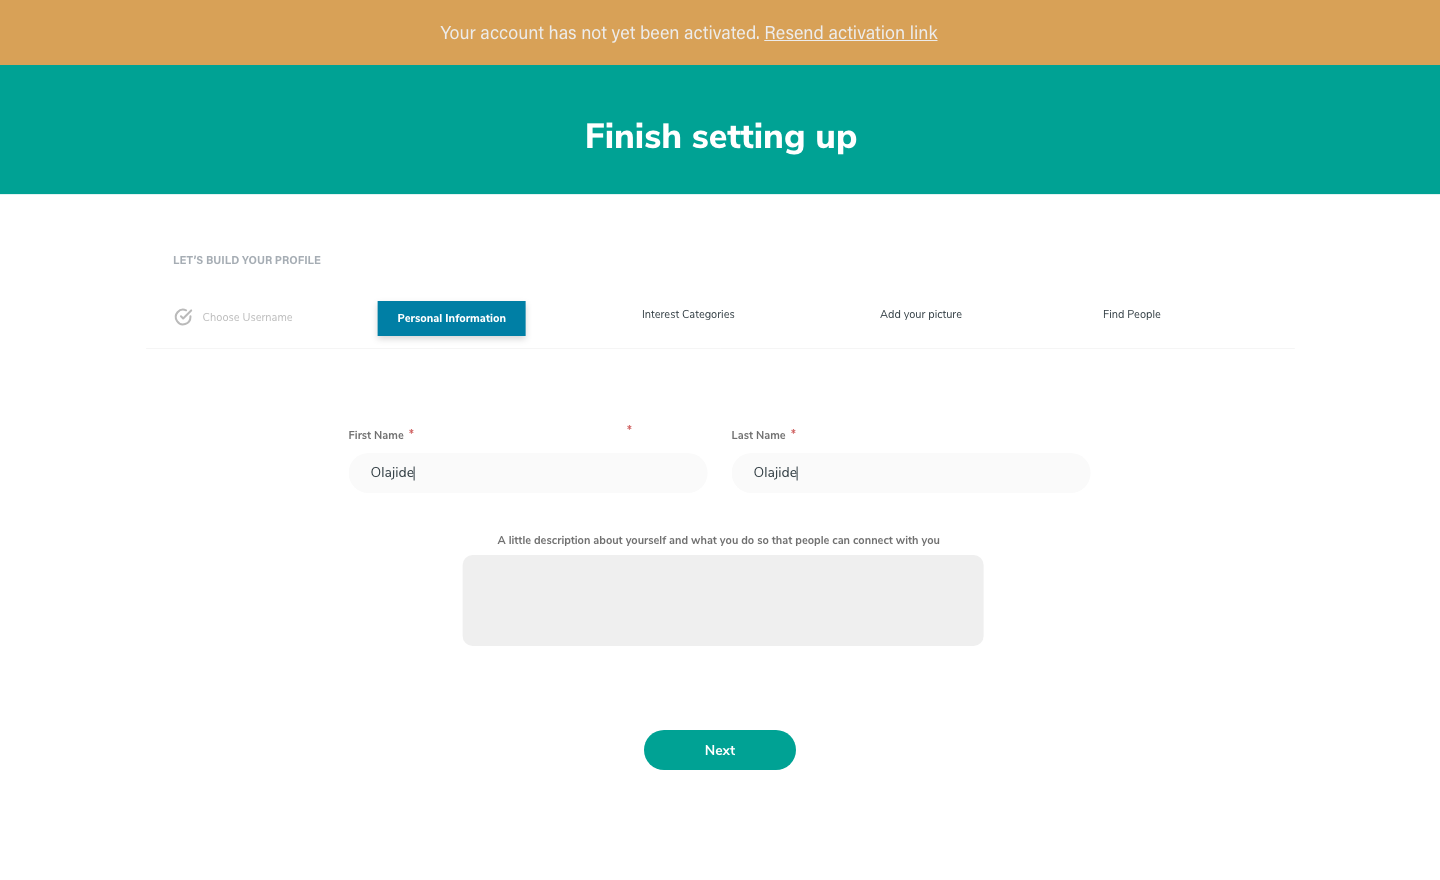 Your account has not yet been activated. Resend activation link
Finish setting up
LET'S BUILD YOUR PROFILE
Choose Username
Personal Information
Interest Categories
Add your picture
Find People
First Name *
*
Last Name *
Olajide
Olajide
A little description about yourself and what you do so that people can connect with you
Next